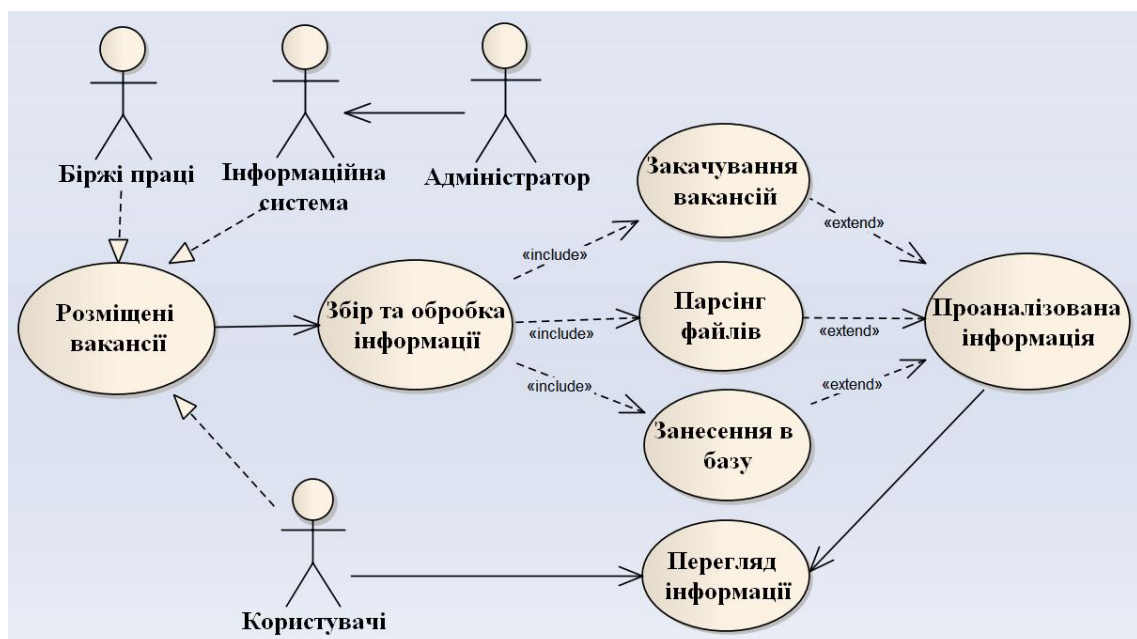 Біржі праці
Інформаційна
система
Адміністратор
Закачування
вакансій
«include»
«extend»
Розміщені
вакансії
Збір та обробка
інформації
«include»
Парсінг
файлів
«extend»
Проаналізована
інформація
«include»
«extend»
Занесення в
базу
Перегляд
інформації
Користувачі